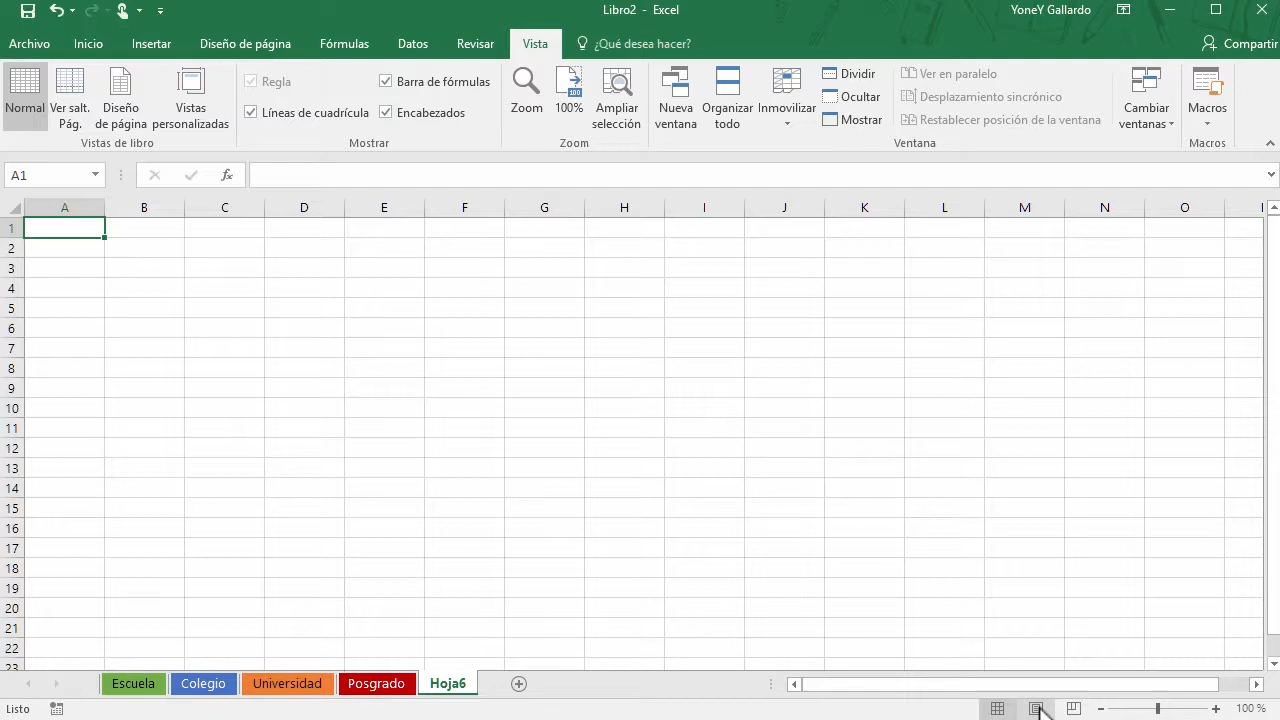 Libro2 - Excel
YoneY Gallardo
Archivo Inicio Insertar Diseño de página Fórmulas Datos Revisar Vista ¿Qué desea hacer? Compartir
Normal
Ver salt. Pág.
Diseño de página
Vistas personalizadas
Vistas de libro
Regla
Barra de fórmulas
Líneas de cuadrícula
Encabezados
Mostrar
Zoom
100%
Ampliar selección
Zoom
Nueva ventana
Organizar todo
Inmovilizar
Dividir
Ocultar
Mostrar
Ver en paralelo
Desplazamiento sincrónico
Restablecer posición de la ventana
Cambiar ventanas
Ventana
Macros
Macros
A1
fx
A B C D E F G H I J K L M N O
1
2
3
4
5
6
7
8
9
10
11
12
13
14
15
16
17
18
19
20
21
22
23
Escuela Colegio Universidad Posgrado Hoja6
Listo
100 %